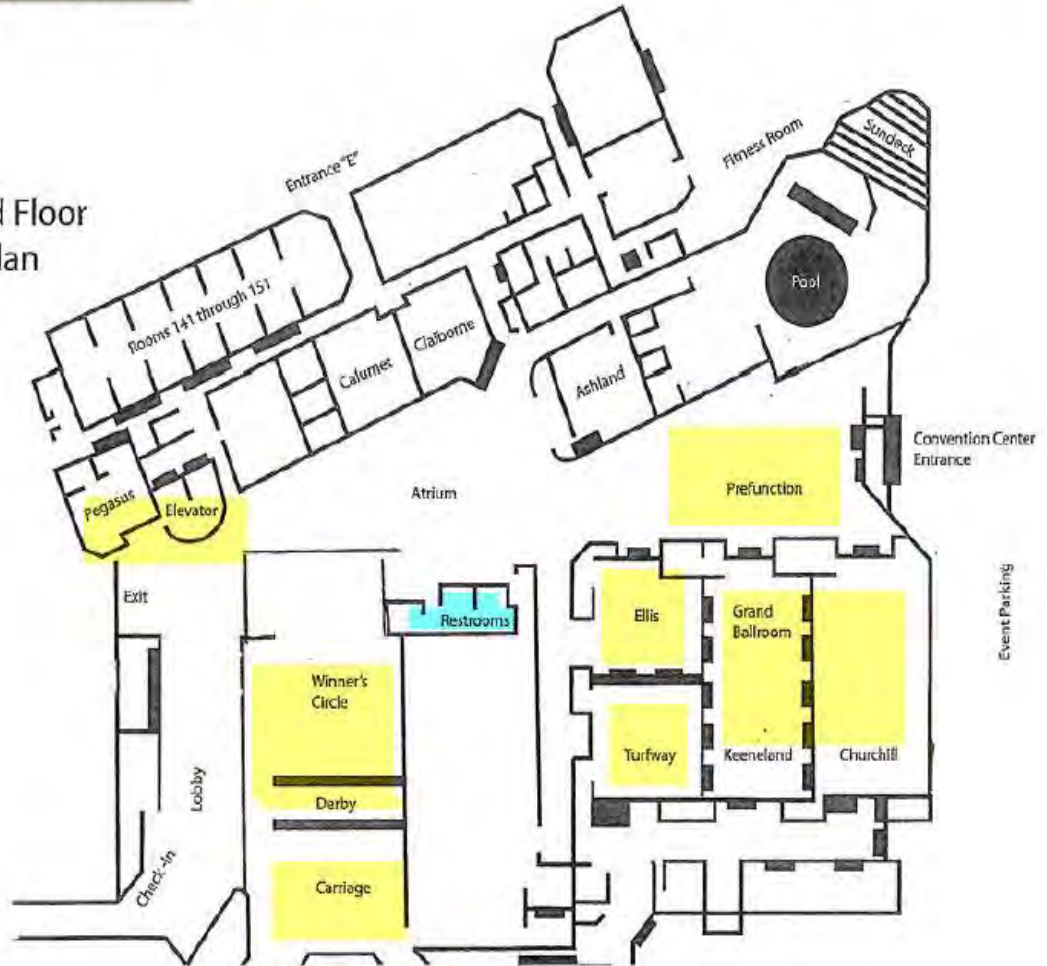 d Floor
lan
Entrance "E"
Fitness Room
Sundeck
Pool
Rooms 141 through 151
Claiborne
Calumet
Ashland
Convention Center
Entrance
Prefunction
Atrium
Pegasus
Elevator
Exit
Restrooms
Ellis
Grand
Ballroom
Event Parking
Winner's
Circle
Turfway
Keeneland
Churchill
Lobby
Derby
Check-In
Carriage